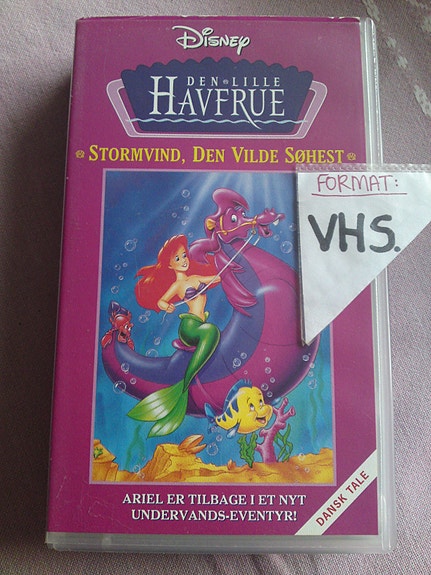 Disney
DEN • LILLE
HAVFRUE
STORMVIND, DEN VILDE SØHEST
FORMAT:
VHS.
ARIEL ER TILBAGE I ET NYT
UNDERVANDS-EVENTYR!
DANSK TALE